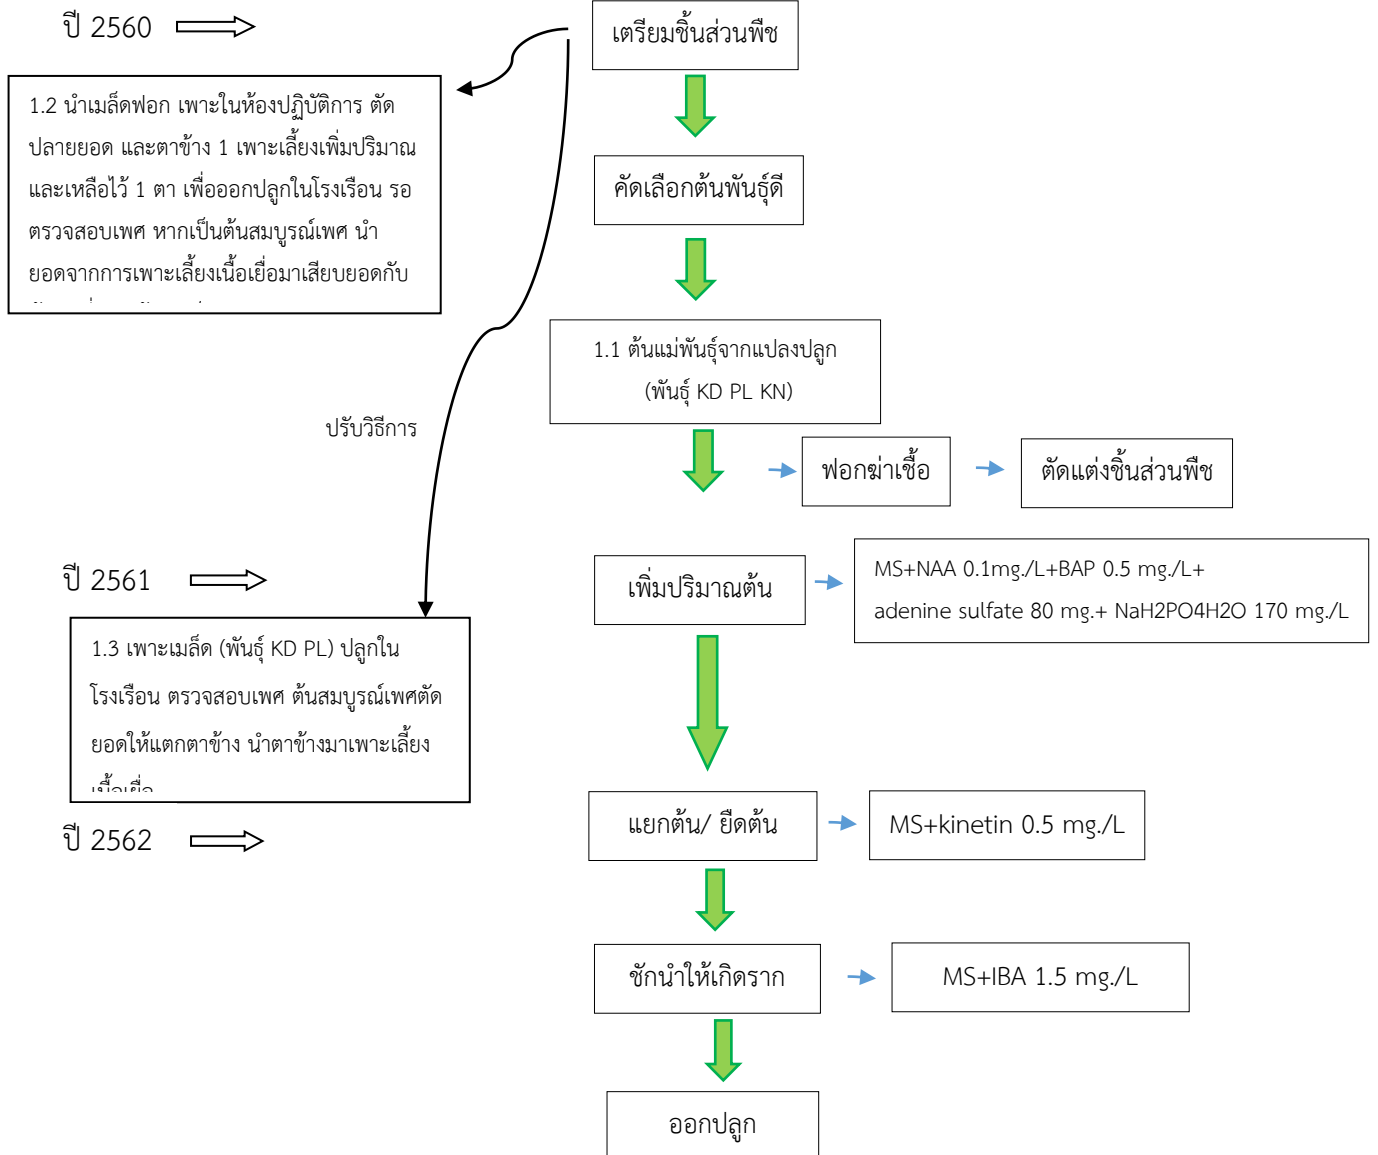 ปี 2560
เตรียมชิ้นส่วนพืช
1.2 นำเมล็ดฟอก เพาะในห้องปฏิบัติการ ตัด
ปลายยอด และตาข้าง 1 เพาะเลี้ยงเพิ่มปริมาณ
และเหลือไว้ 1 ตา เพื่อออกปลูกในโรงเรือน รอ
ตรวจสอบเพศ หากเป็นต้นสมบูรณ์เพศ นำ
ยอดจากการเพาะเลี้ยงเนื้อเยื่อมาเสียบยอดกับ
คัดเลือกต้นพันธุ์ดี
1.1 ต้นแม่พันธุ์จากแปลงปลูก
(พันธุ์ KD PL KN)
ปรับวิธีการ
ฟอกฆ่าเชื้อ
ตัดแต่งชิ้นส่วนพืช
ปี 2561
เพิ่มปริมาณต้น
MS+NAA 0.1mg./L+BAP 0.5 mg./L+
adenine sulfate 80 mg.+ NaH2PO4H2O 170 mg./L
1.3 เพาะเมล็ด (พันธุ์ KD PL) ปลูกใน
โรงเรือน ตรวจสอบเพศ ต้นสมบูรณ์เพศตัด
ยอดให้แตกตาข้าง นำตาข้างมาเพาะเลี้ยง
เนื้อเยื่อ
ปี 2562
แยกต้น/ ยืดต้น
MS+kinetin 0.5 mg./L
ชักนำให้เกิดราก
MS+IBA 1.5 mg./L
ออกปลูก